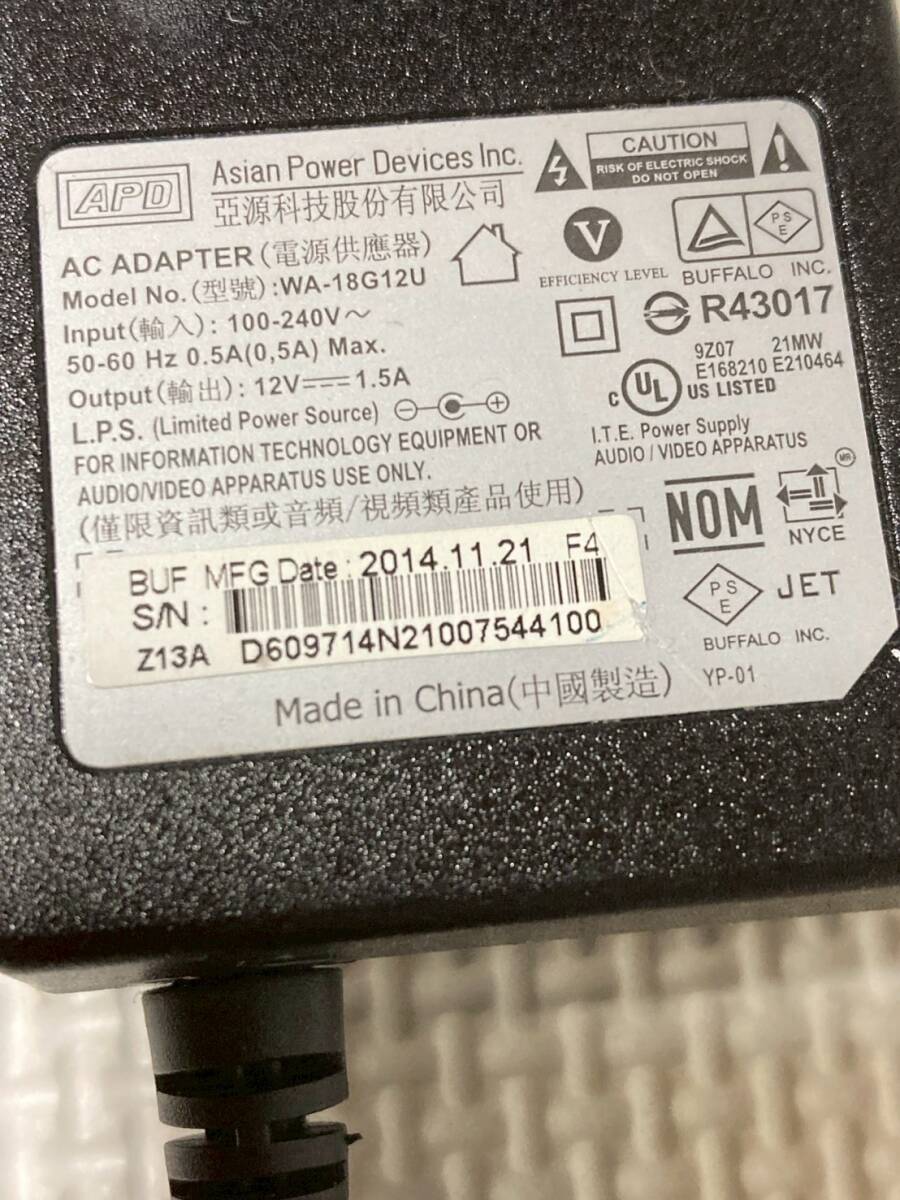 APD
Asian Power Devices Inc.
亞源科技股份有限公司
CAUTION
RISK OF ELECTRIC SHOCK
DO NOT OPEN
AC ADAPTER (電源供應器)
Model No. (型號) : WA-18G12U
Input(輸入) : 100-240V～
50-60 Hz 0.5A(0,5A) Max.
Output(輸出) : 12V⎓1.5A
L.P.S. (Limited Power Source)
FOR INFORMATION TECHNOLOGY EQUIPMENT OR
AUDIO/VIDEO APPARATUS USE ONLY.
(僅限資訊類或音頻/視頻類產品使用)
V
EFFICIENCY LEVEL
PS
E
BUFFALO INC.
R43017
9Z07 21MW
E168210 E210464
C UL US LISTED
I.T.E. Power Supply
AUDIO / VIDEO APPARATUS
NOM
MR
NYCE
PS
E
JET
BUFFALO INC.
YP-01
BUF MFG Date : 2014.11.21 F4
S/N :
Z13A D609714N21007544100
Made in China(中國製造)